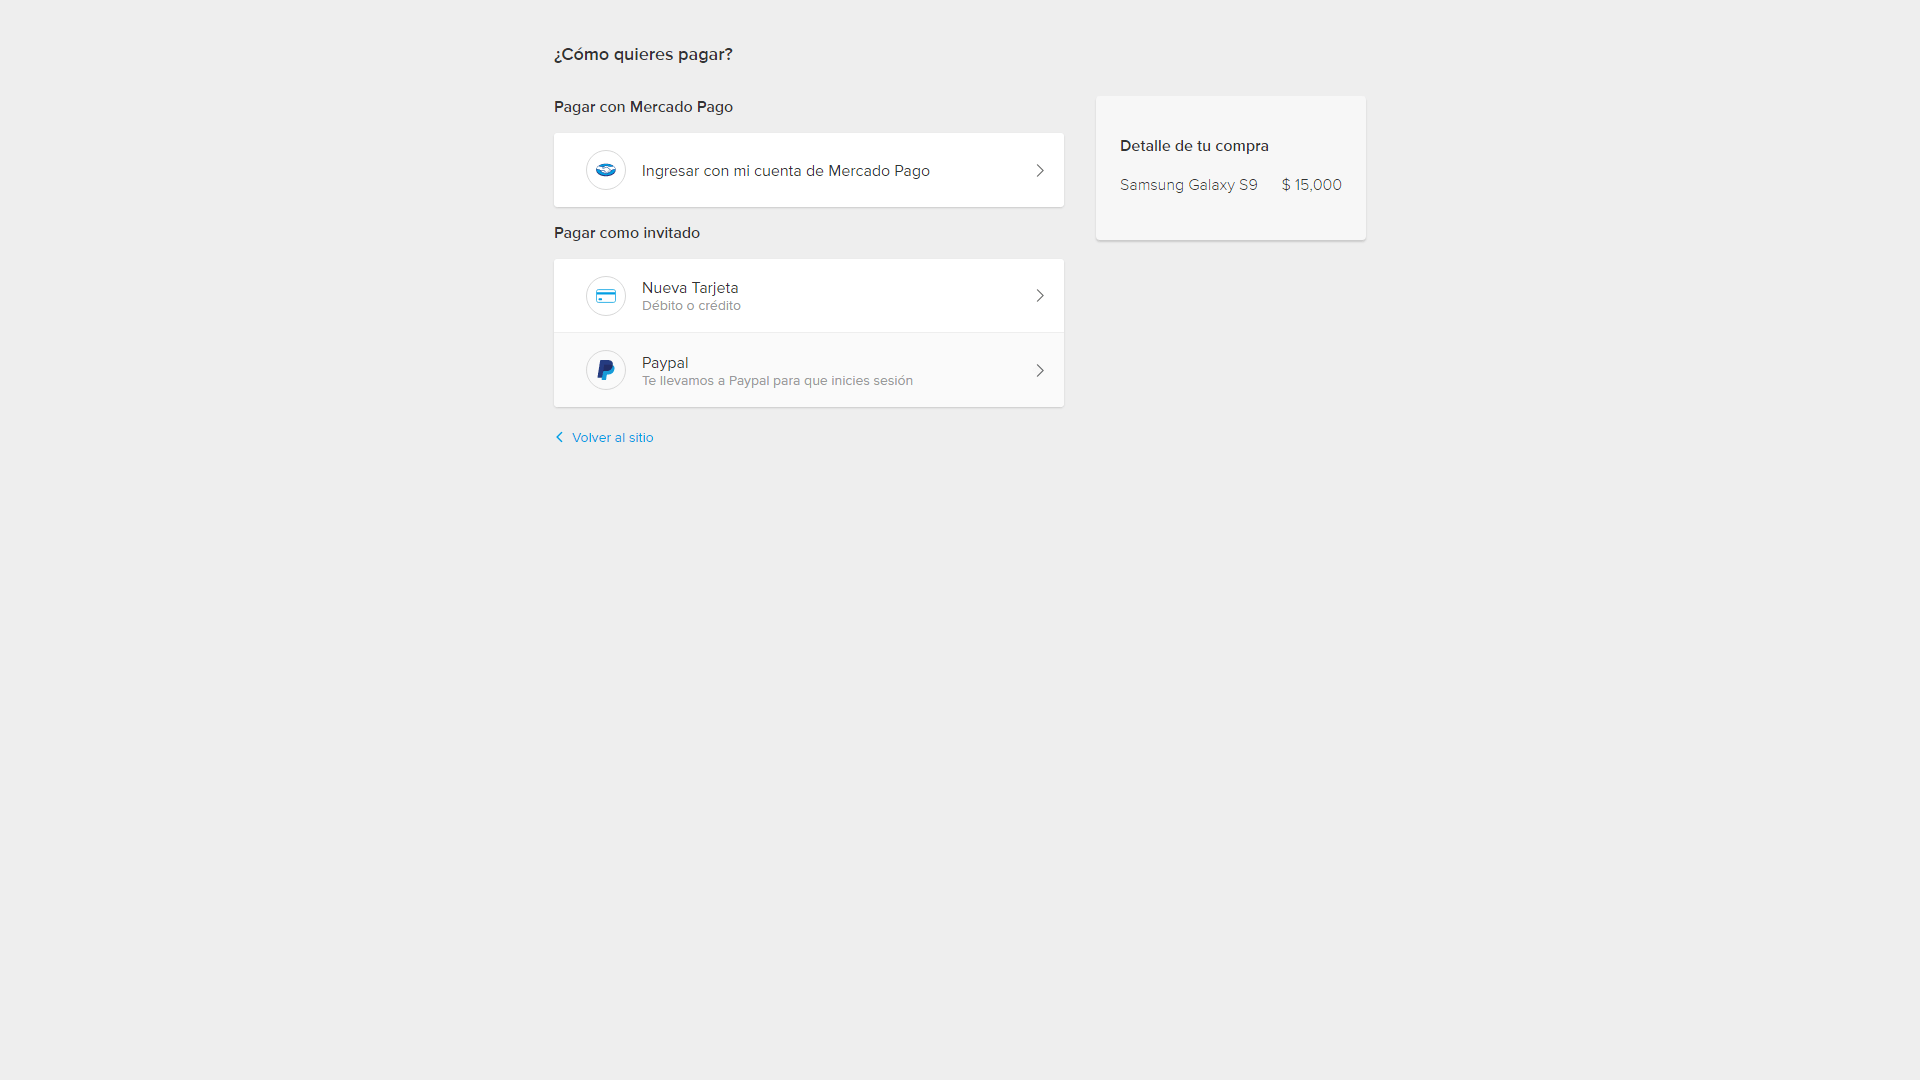 ¿Cómo quieres pagar?
Pagar con Mercado Pago
Ingresar con mi cuenta de Mercado Pago
Pagar como invitado
Nueva Tarjeta
Débito o crédito
Paypal
Te llevamos a Paypal para que inicies sesión
Volver al sitio
Detalle de tu compra
Samsung Galaxy S9 $ 15,000